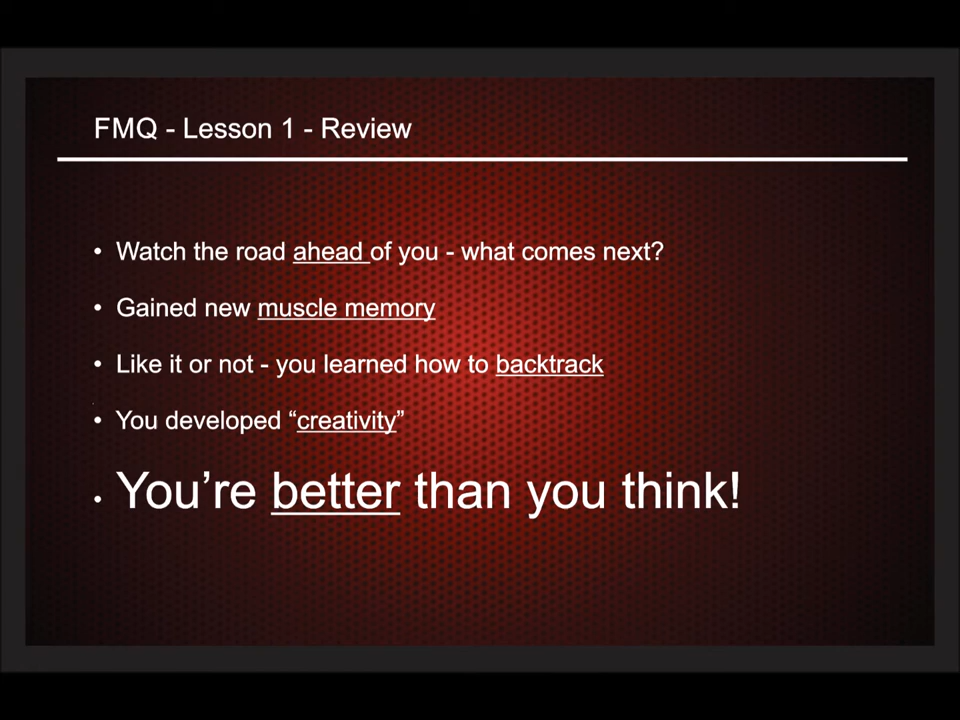 FMQ - Lesson 1 - Review
• Watch the road ahead of you - what comes next?
• Gained new muscle memory
• Like it or not - you learned how to backtrack
• You developed “creativity”
• You’re better than you think!